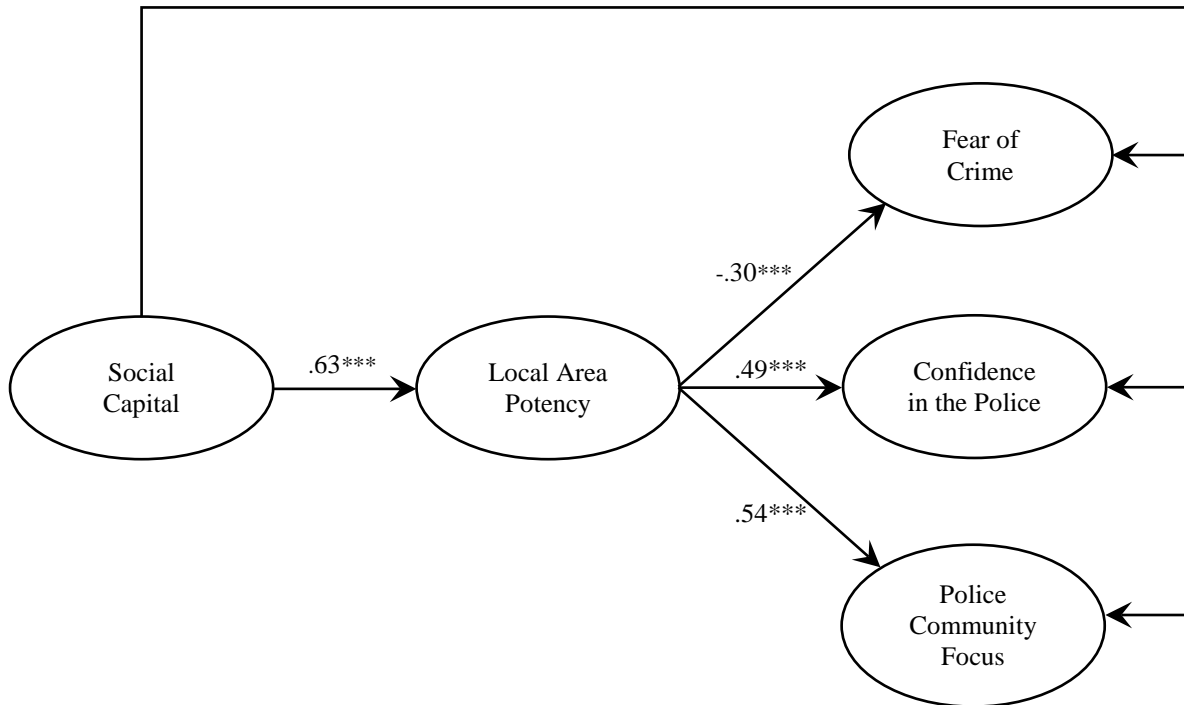 Fear of
Crime
-.30***
Social
Capital
.63***
Local Area
Potency
.49***
Confidence
in the Police
.54***
Police
Community
Focus